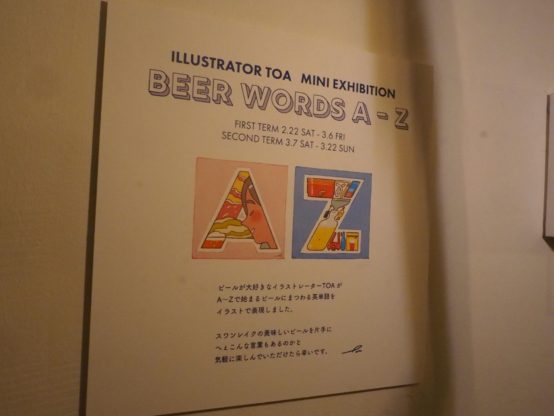 ILLUSTRATOR TOA MINI EXHIBITION
BEER WORDS A - Z
FIRST TERM 2.22 SAT - 3.6 FRI
SECOND TERM 3.7 SAT - 3.22 SUN
A Z
ビールが大好きなイラストレーターTOA が
A〜Zで始まるビールにまつわる英単語を
イラストで表現しました。
スワンレイクの美味しいビールを片手に
へぇこんな言葉もあるのかと
気軽に楽しんでいただけたら幸いです。